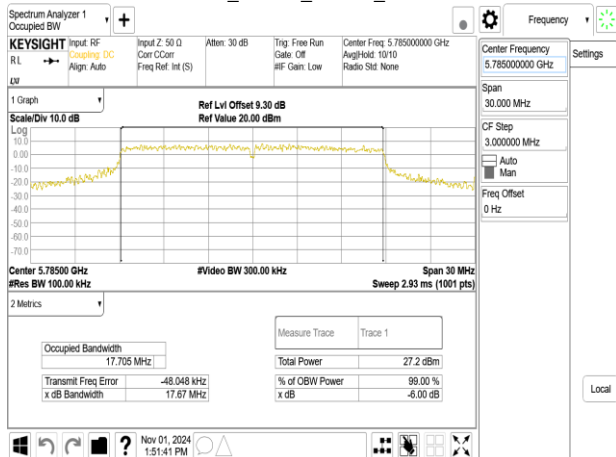 Spectrum Analyzer 1
Occupied BW
Frequency
KEYSIGHT
RL
LXI
Input: RF
Coupling: DC
Align: Auto
Input Z: 50 Ω
Corr CCorr
Freq Ref: Int (S)
Atten: 30 dB
Trig: Free Run
Gate: Off
#IF Gain: Low
Center Freq: 5.785000000 GHz
Avg|Hold: 10/10
Radio Std: None
Center Frequency
5.785000000 GHz
Settings
Span
30.000 MHz
CF Step
3.000000 MHz
Auto
Man
Freq Offset
0 Hz
1 Graph
Scale/Div 10.0 dB
Ref Lvl Offset 9.30 dB
Ref Value 20.00 dBm
Log
10.0
0.00
-10.0
-20.0
-30.0
-40.0
-50.0
-60.0
-70.0
Center 5.78500 GHz
#Video BW 300.00 kHz
Span 30 MHz
#Res BW 100.00 kHz
Sweep 2.93 ms (1001 pts)
2 Metrics
Measure Trace
Trace 1
Occupied Bandwidth
17.705 MHz
Total Power
27.2 dBm
Transmit Freq Error
-48.048 kHz
% of OBW Power
99.00 %
x dB Bandwidth
17.67 MHz
x dB
-6.00 dB
Local
Nov 01, 2024
1:51:41 PM